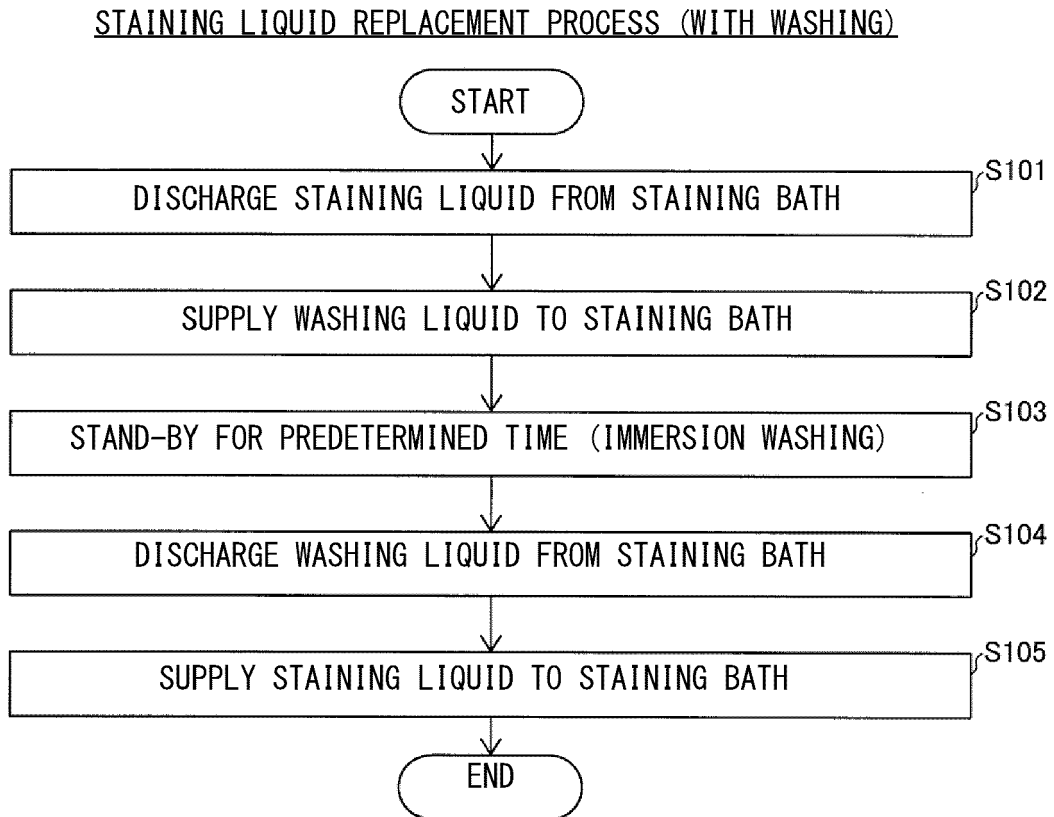 STAINING LIQUID REPLACEMENT PROCESS (WITH WASHING)
START
S101
DISCHARGE STAINING LIQUID FROM STAINING BATH
S102
SUPPLY WASHING LIQUID TO STAINING BATH
S103
STAND-BY FOR PREDETERMINED TIME (IMMERSION WASHING)
S104
DISCHARGE WASHING LIQUID FROM STAINING BATH
S105
SUPPLY STAINING LIQUID TO STAINING BATH
END